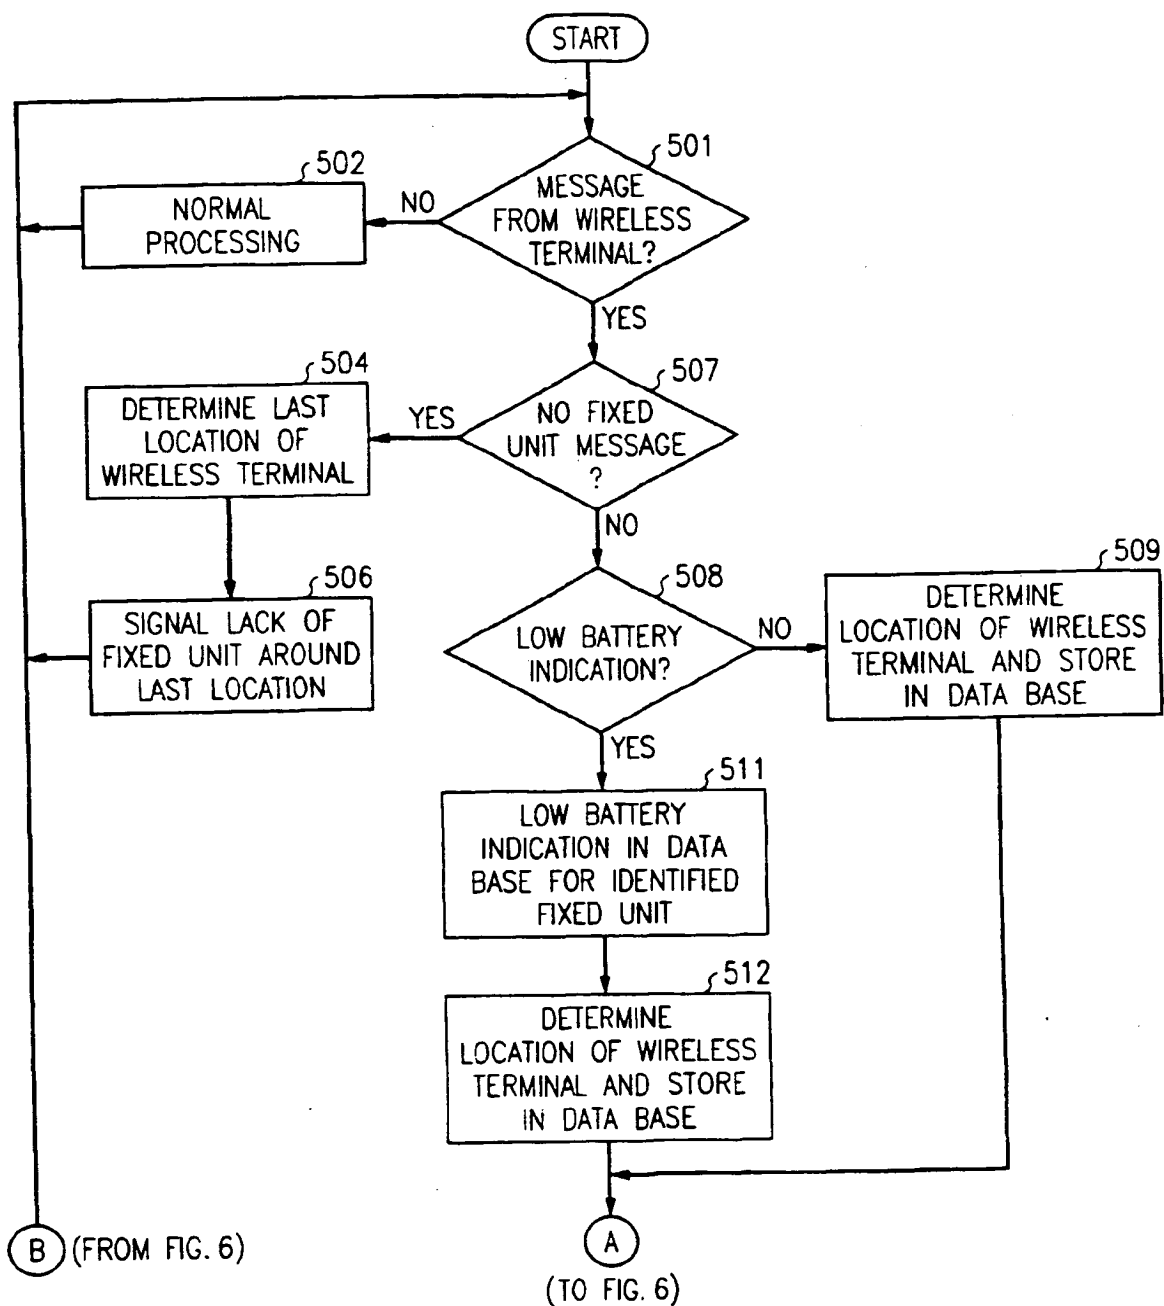 START
501
MESSAGE
FROM WIRELESS
TERMINAL?
NO
502
NORMAL
PROCESSING
YES
507
NO FIXED
UNIT MESSAGE
?
YES
504
DETERMINE LAST
LOCATION OF
WIRELESS TERMINAL
NO
506
SIGNAL LACK OF
FIXED UNIT AROUND
LAST LOCATION
508
LOW BATTERY
INDICATION?
NO
509
DETERMINE
LOCATION OF WIRELESS
TERMINAL AND STORE
IN DATA BASE
YES
511
LOW BATTERY
INDICATION IN DATA
BASE FOR IDENTIFIED
FIXED UNIT
512
DETERMINE
LOCATION OF WIRELESS
TERMINAL AND STORE
IN DATA BASE
B (FROM FIG. 6)
A
(TO FIG. 6)